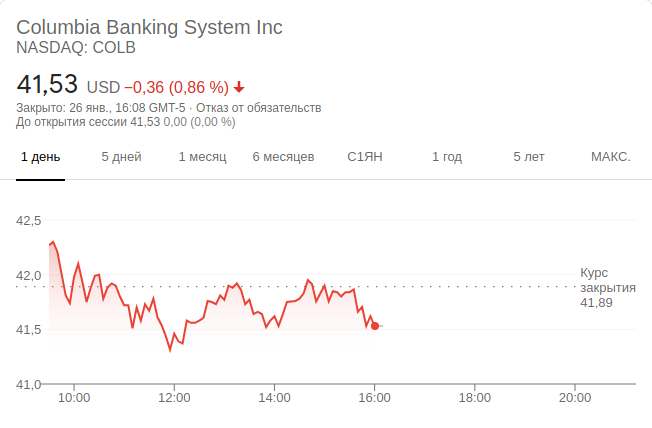 Columbia Banking System Inc
NASDAQ: COLB
41,53 USD −0,36 (0,86 %)
Закрыто: 26 янв., 16:08 GMT-5 · Отказ от обязательств
До открытия сессии 41,53 0,00 (0,00 %)
1 день 5 дней 1 месяц 6 месяцев С1ЯН 1 год 5 лет МАКС.
42,5
42,0
Курс
закрытия
41,89
41,5
41,0
10:00 12:00 14:00 16:00 18:00 20:00